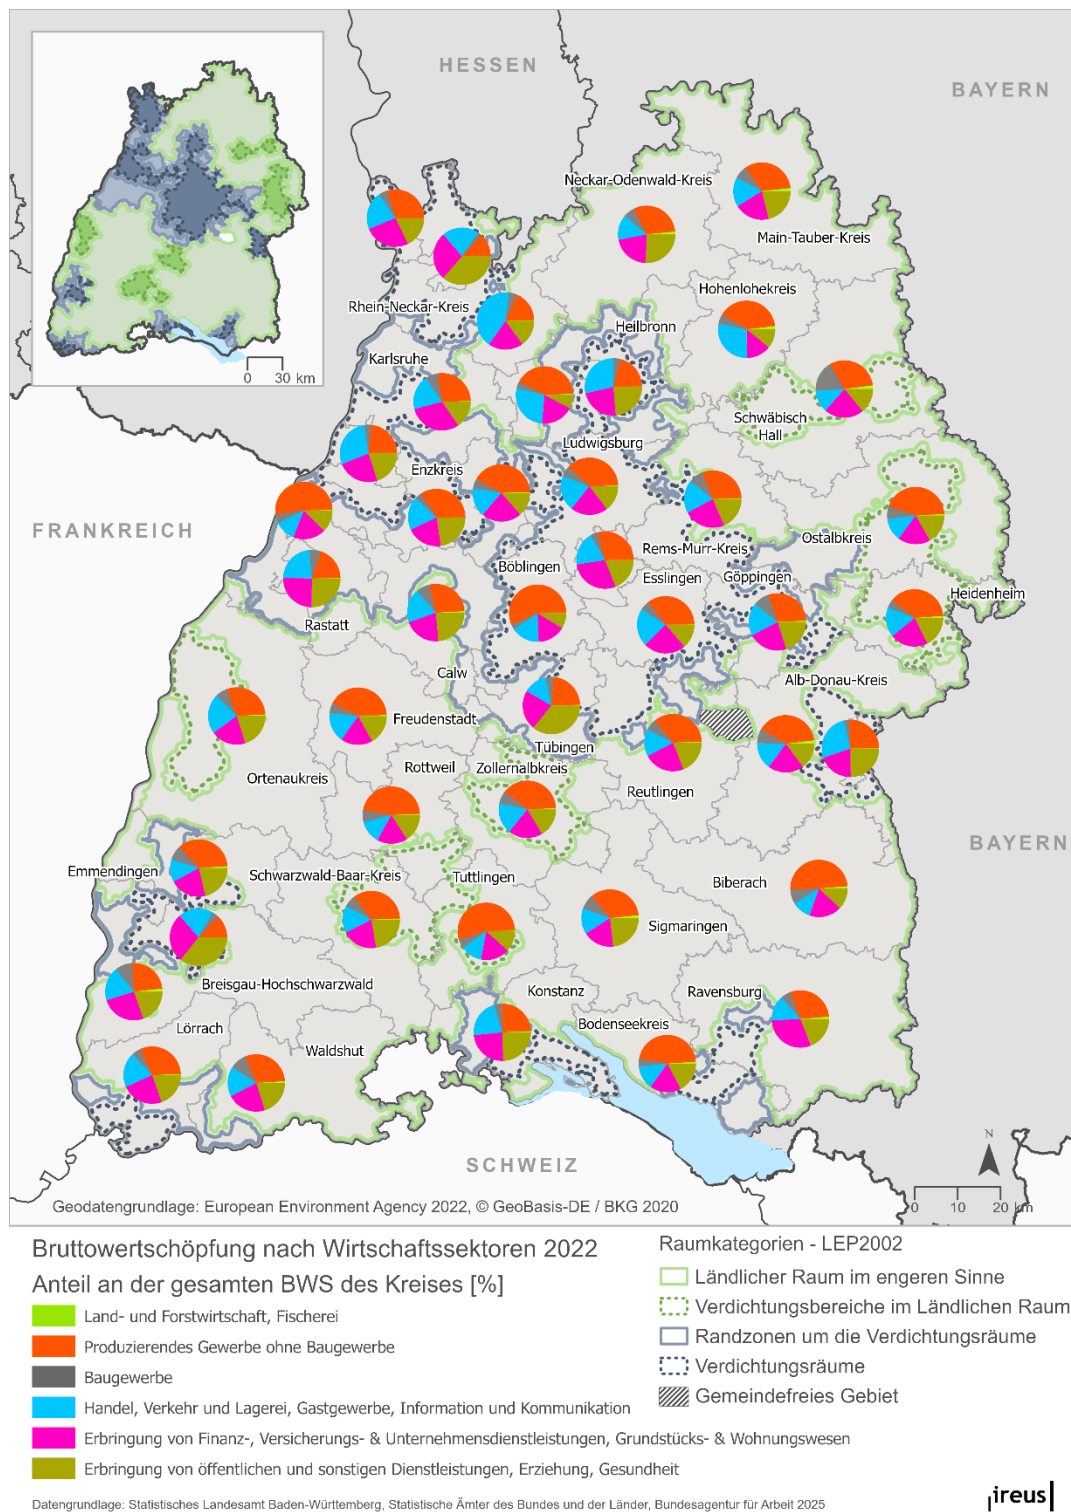 HESSEN
BAYERN
Neckar-Odenwald-Kreis
Main-Tauber-Kreis
Hohenlohekreis
Rhein-Neckar-Kreis
Heilbronn
Karlsruhe
0 30 km
Schwäbisch
Hall
Ludwigsburg
Enzkreis
FRANKREICH
Ostalbkreis
Rems-Murr-Kreis
Böblingen
Esslingen
Göppingen
Heidenheim
Rastatt
Calw
Alb-Donau-Kreis
Freudenstadt
Tübingen
Rottweil
Zollernalbkreis
Ortenaukreis
Reutlingen
BAYERN
Emmendingen
Schwarzwald-Baar-Kreis
Tuttlingen
Biberach
Sigmaringen
Breisgau-Hochschwarzwald
Konstanz
Ravensburg
Lörrach
Bodenseekreis
Waldshut
N
SCHWEIZ
0 10 20 km
Geodatengrundlage: European Environment Agency 2022, © GeoBasis-DE / BKG 2020
Bruttowertschöpfung nach Wirtschaftssektoren 2022
Anteil an der gesamten BWS des Kreises [%]
Land- und Forstwirtschaft, Fischerei
Produzierendes Gewerbe ohne Baugewerbe
Baugewerbe
Handel, Verkehr und Lagerei, Gastgewerbe, Information und Kommunikation
Erbringung von Finanz-, Versicherungs- & Unternehmensdienstleistungen, Grundstücks- & Wohnungswesen
Erbringung von öffentlichen und sonstigen Dienstleistungen, Erziehung, Gesundheit
Raumkategorien - LEP2002
Ländlicher Raum im engeren Sinne
Verdichtungsbereiche im Ländlichen Raum
Randzonen um die Verdichtungsräume
Verdichtungsräume
Gemeindefreies Gebiet
Datengrundlage: Statistisches Landesamt Baden-Württemberg, Statistische Ämter des Bundes und der Länder, Bundesagentur für Arbeit 2025
ireus